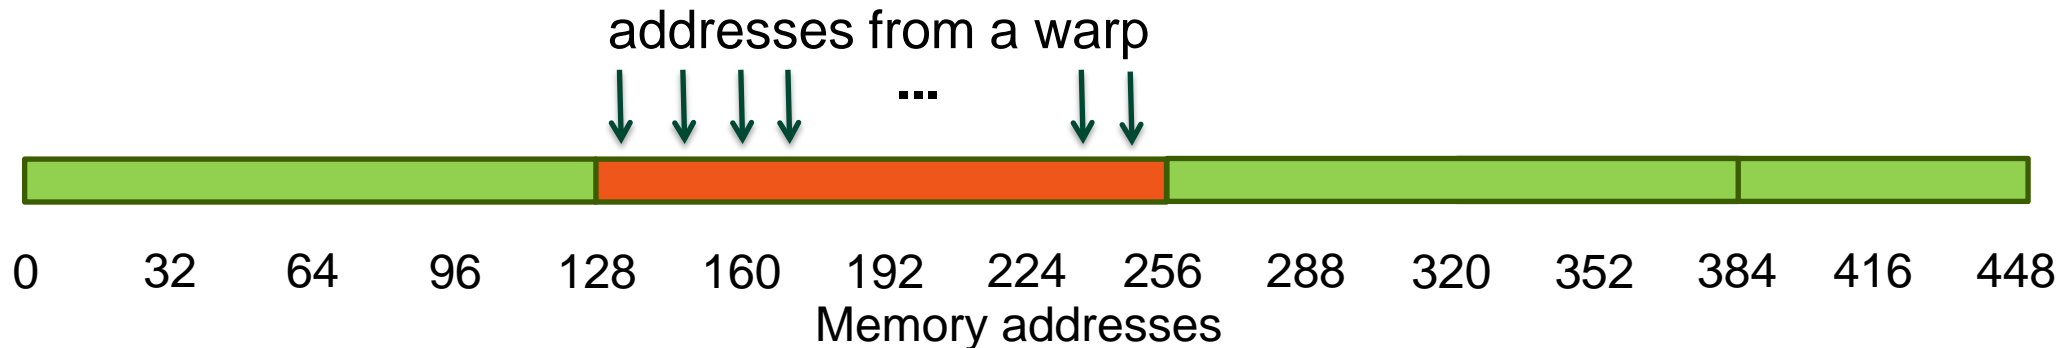 addresses from a warp
...
0 32 64 96 128 160 192 224 256 288 320 352 384 416 448
Memory addresses